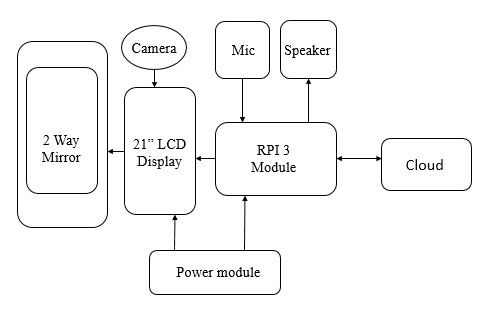 Camera
Mic
Speaker
2 Way
Mirror
21” LCD
Display
RPI 3
Module
Cloud
Power module